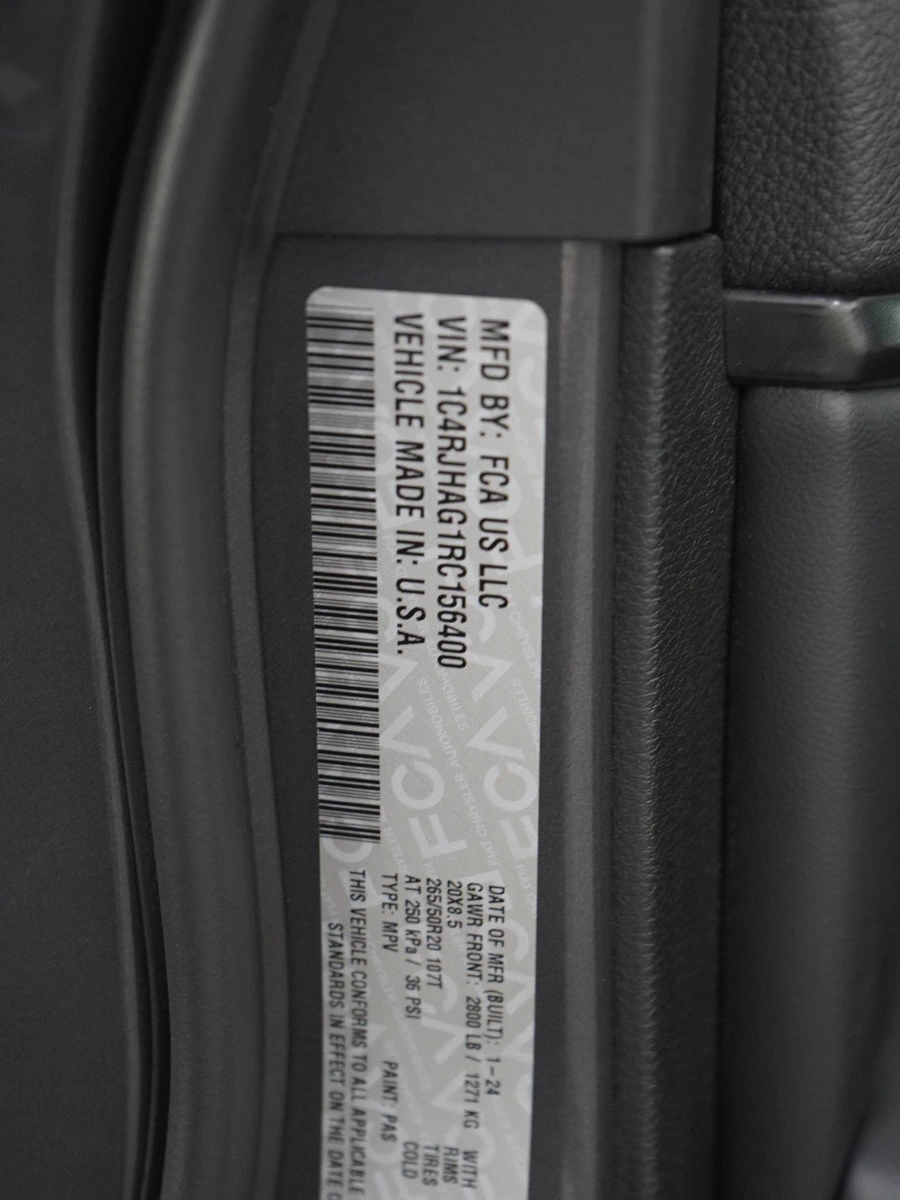 MFD BY: FCA US LLC
VIN: 1C4RJHAG1RC156400
VEHICLE MADE IN: U.S.A.
DATE OF MFR (BUILT): 1-24
GAWR FRONT: 2800 LB / 1271 KG WITH
20X8.5 RIMS
265/50R20 107T TIRES
AT 250 kPa / 36 PSI COLD
TYPE: MPV PAINT: PAS
THIS VEHICLE CONFORMS TO ALL APPLICABLE
STANDARDS IN EFFECT ON THE DATE